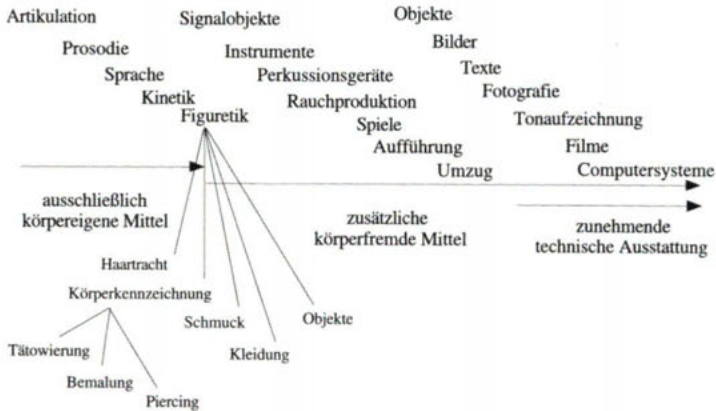 Artikulation
Prosodie
Sprache
Kinetik
Figuretik
Signalobjekte
Instrumente
Perkussionsgeräte
Rauchproduktion
Spiele
Aufführung
Umzug
Objekte
Bilder
Texte
Fotografie
Tonaufzeichnung
Filme
Computersysteme
ausschließlich
körpereigene Mittel
zusätzliche
körperfremde Mittel
zunehmende
technische Ausstattung
Haartracht
Körperkennzeichnung
Schmuck
Kleidung
Objekte
Tätowierung
Bemalung
Piercing